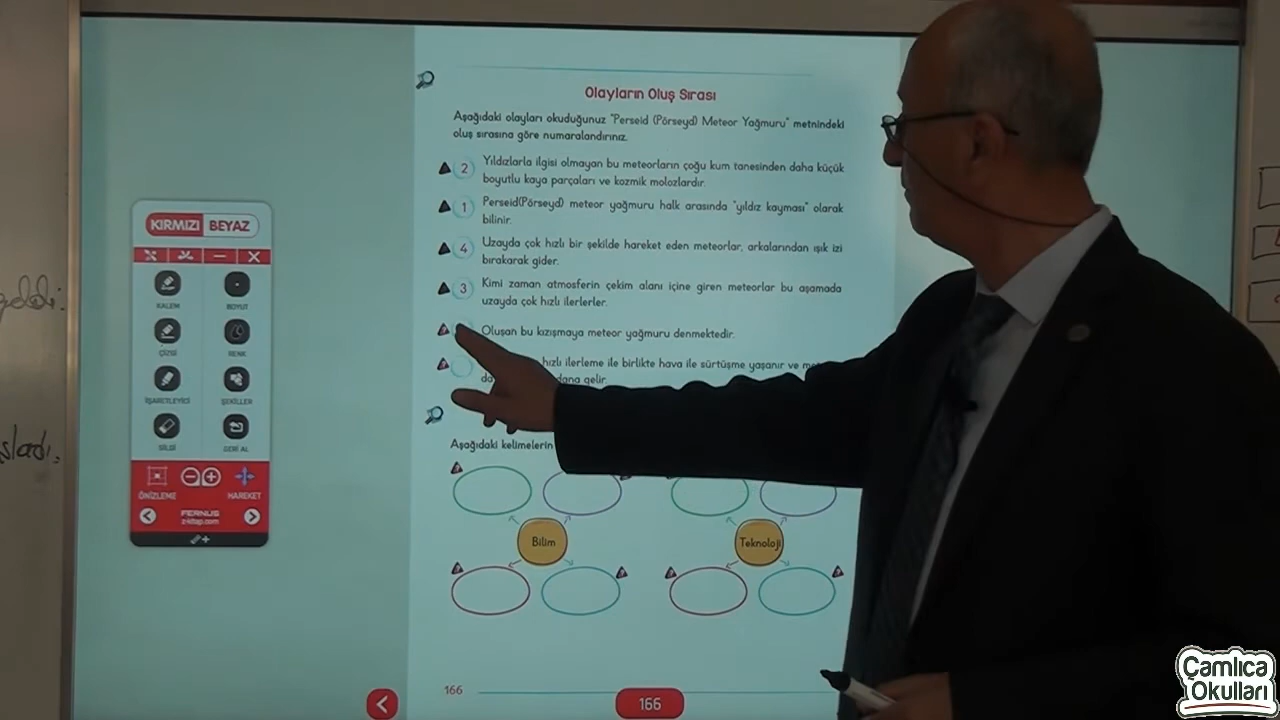 Olayların Oluş Sırası
Aşağıdaki olayları okuduğunuz "Perseid (Pörseyd) Meteor Yağmuru" metnindeki
oluş sırasına göre numaralandırınız.
2 Yıldızlarla ilgisi olmayan bu meteorların çoğu kum tanesinden daha küçük
boyutlu kaya parçaları ve kozmik molozlardır.
1 Perseid(Pörseyd) meteor yağmuru halk arasında "yıldız kayması" olarak
bilinir.
4 Uzayda çok hızlı bir şekilde hareket eden meteorlar, arkalarından ışık izi
bırakarak gider.
3 Kimi zaman atmosferin çekim alanı içine giren meteorlar bu aşamada
uzayda çok hızlı ilerlerler.
Oluşan bu kızışmaya meteor yağmuru denmektedir.
hızlı ilerleme ile birlikte hava ile sürtüşme yaşanır ve
gelir.
Aşağıdaki kelimelerin
Bilim
Teknoloji
166
166
KIRMIZI BEYAZ
KALEM BOYUT
ÇİZGİ RENK
İŞARETLEYİCİ ŞEKİLLER
SİLGİ GERİ AL
ÖNİZLEME HAREKET
FERNUS
z-kitap.com
Çamlıca
Okulları